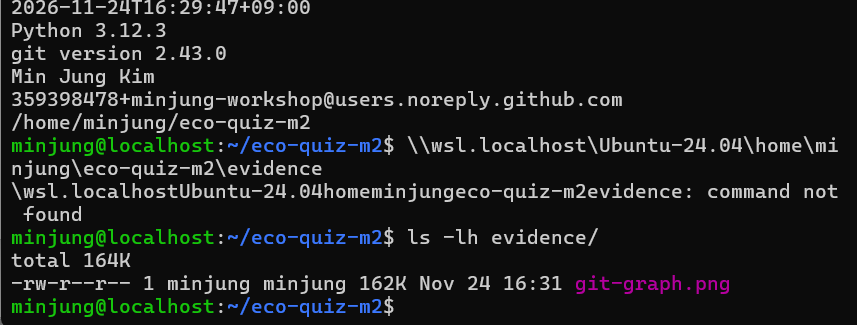 2026-11-24T16:29:47+09:00
Python 3.12.3
git version 2.43.0
Min Jung Kim
359398478+minjung-workshop@users.noreply.github.com
/home/minjung/eco-quiz-m2
minjung@localhost:~/eco-quiz-m2$ \\wsl.localhost\Ubuntu-24.04\home\mi
njung\eco-quiz-m2\evidence
\wsl.localhostUbuntu-24.04homeminjungeco-quiz-m2evidence: command not
 found
minjung@localhost:~/eco-quiz-m2$ ls -lh evidence/
total 164K
-rw-r--r-- 1 minjung minjung 162K Nov 24 16:31 git-graph.png
minjung@localhost:~/eco-quiz-m2$